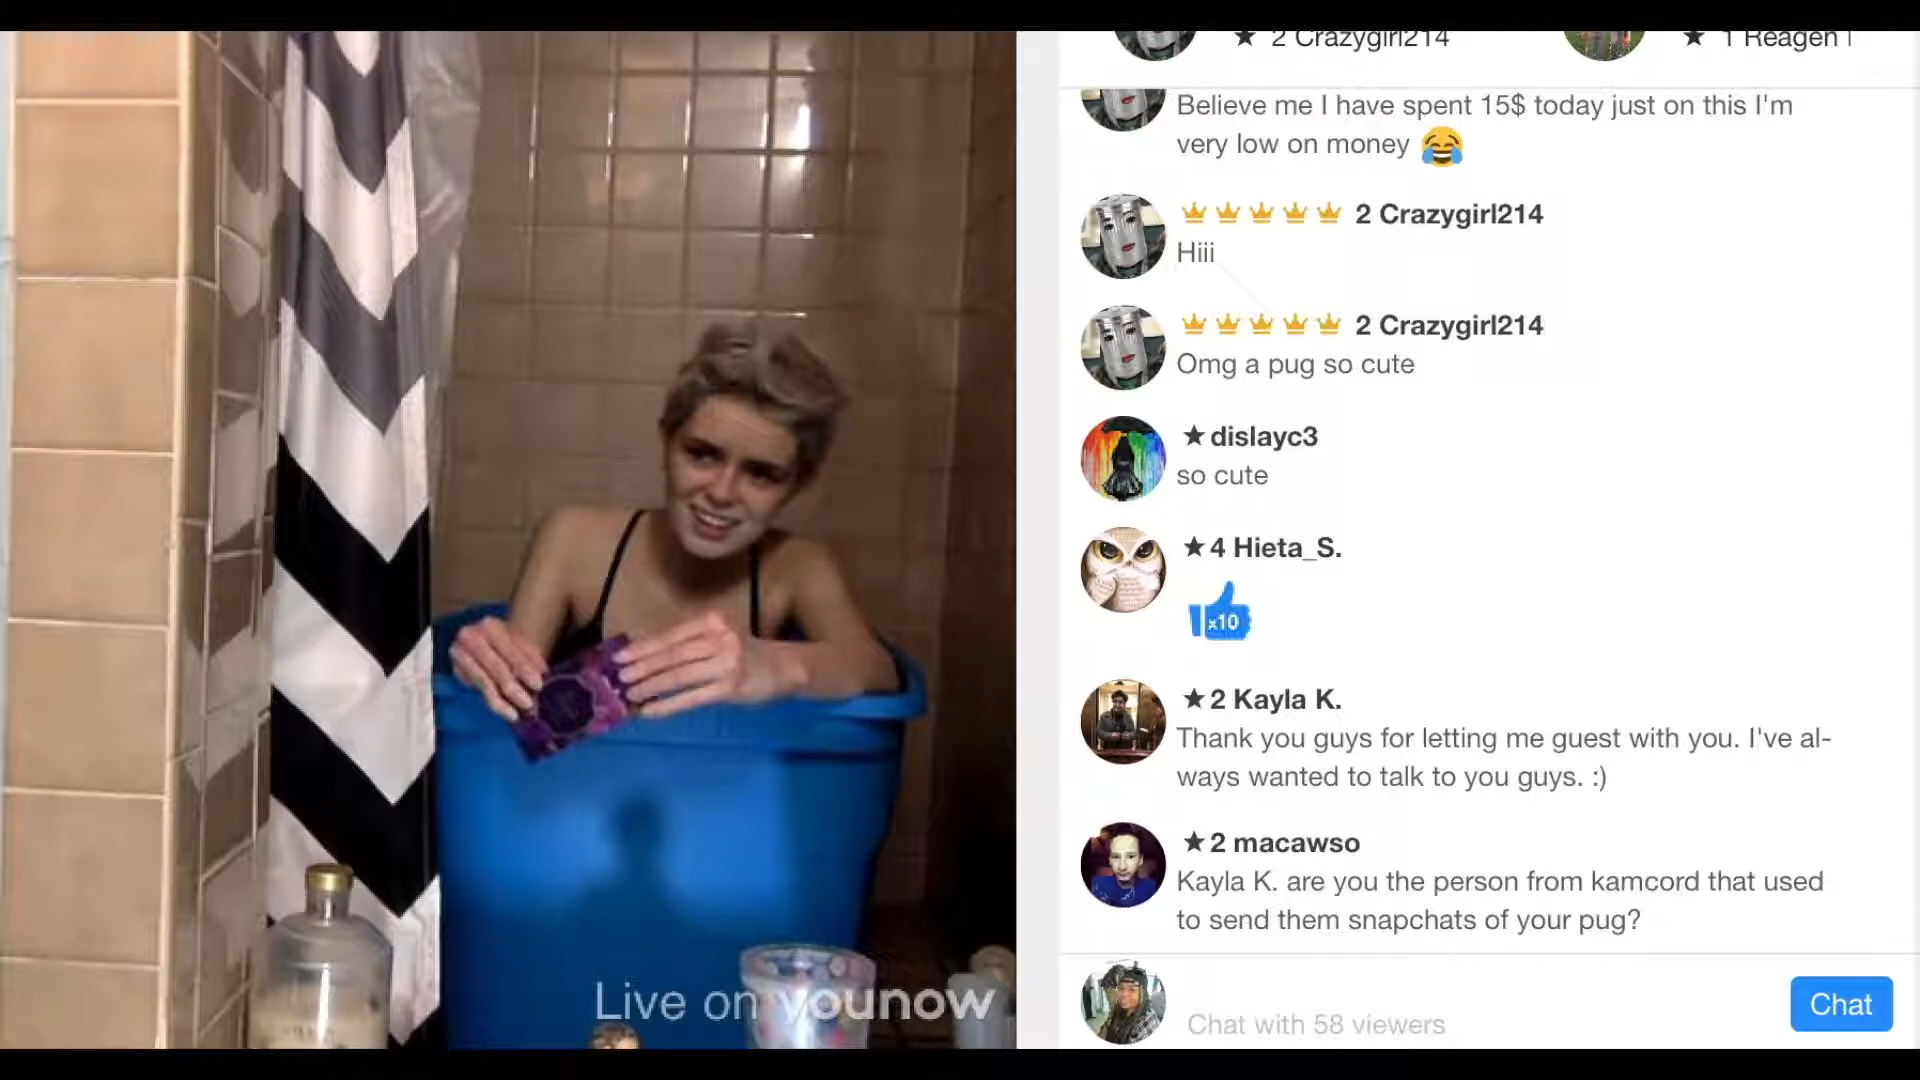 2 Crazygirl214
1 Reagen
Believe me I have spent 15$ today just on this I'm
very low on money
2 Crazygirl214
Hiii
2 Crazygirl214
Omg a pug so cute
dislayc3
so cute
4 Hieta_S.
x10
2 Kayla K.
Thank you guys for letting me guest with you. I've al-
ways wanted to talk to you guys. :)
2 macawso
Kayla K. are you the person from kamcord that used
to send them snapchats of your pug?
Chat with 58 viewers
Chat
Live on younow